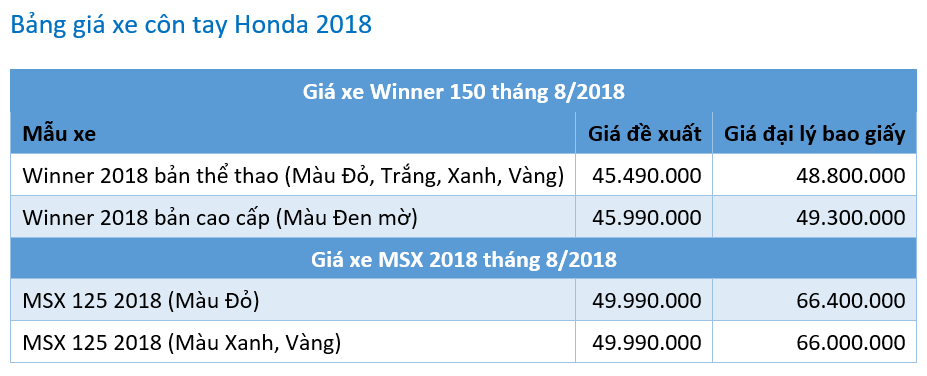 Bảng giá xe côn tay Honda 2018
Giá xe Winner 150 tháng 8/2018
Mẫu xe Giá đề xuất Giá đại lý bao giấy
Winner 2018 bản thể thao (Màu Đỏ, Trắng, Xanh, Vàng) 45.490.000 48.800.000
Winner 2018 bản cao cấp (Màu Đen mờ) 45.990.000 49.300.000
Giá xe MSX 2018 tháng 8/2018
MSX 125 2018 (Màu Đỏ) 49.990.000 66.400.000
MSX 125 2018 (Màu Xanh, Vàng) 49.990.000 66.000.000